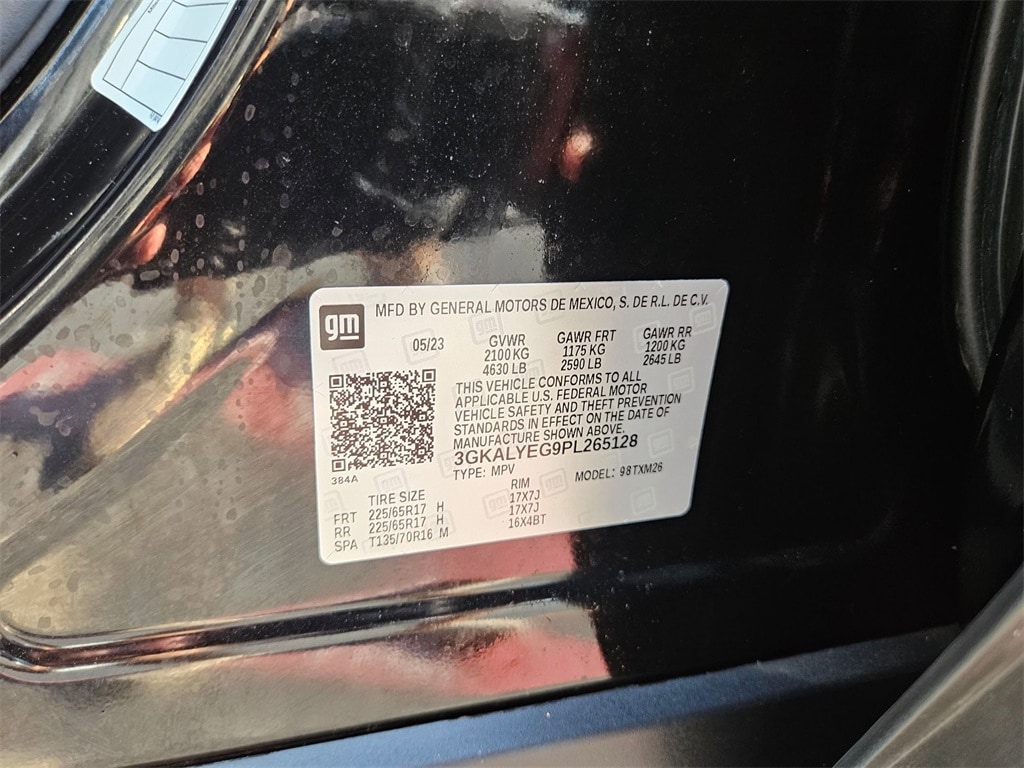 gm
MFD BY GENERAL MOTORS DE MEXICO, S. DE R.L. DE C.V.
05/23 GVWR GAWR FRT GAWR RR
2100 KG 1175 KG 1200 KG
4630 LB 2590 LB 2645 LB
THIS VEHICLE CONFORMS TO ALL
APPLICABLE U.S. FEDERAL MOTOR
VEHICLE SAFETY AND THEFT PREVENTION
STANDARDS IN EFFECT ON THE DATE OF
MANUFACTURE SHOWN ABOVE.
3GKALYEG9PL265128
384A TYPE: MPV MODEL: 98TXM26
TIRE SIZE RIM
FRT 225/65R17 H 17X7J
RR 225/65R17 H 17X7J
SPA T135/70R16 M 16X4BT